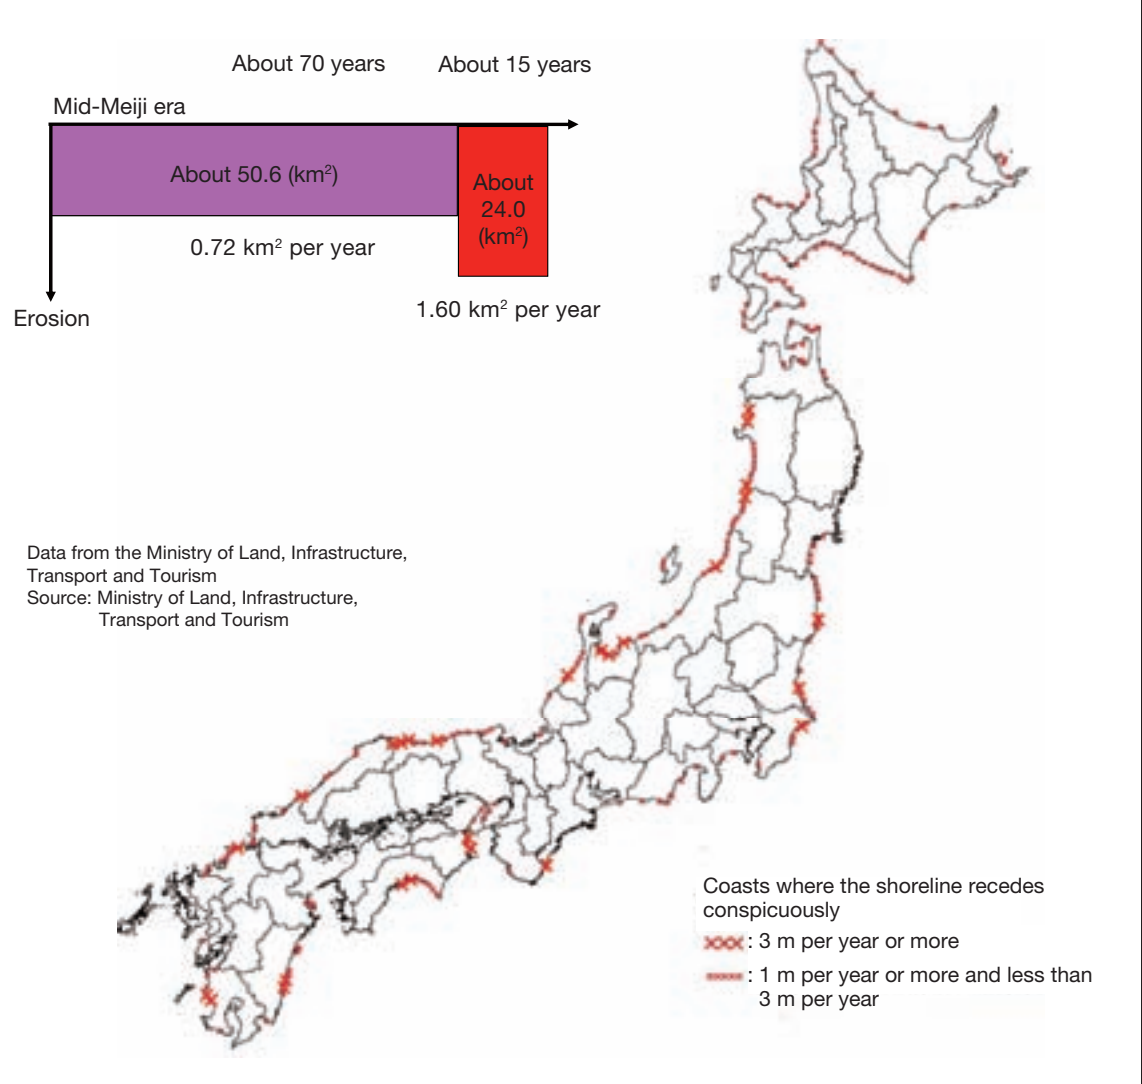 About 70 years
About 15 years
Mid-Meiji era
About 50.6 (km²)
About
24.0
(km²)
0.72 km² per year
1.60 km² per year
Erosion
Data from the Ministry of Land, Infrastructure,
Transport and Tourism
Source: Ministry of Land, Infrastructure,
Transport and Tourism
Coasts where the shoreline recedes
conspicuously
: 3 m per year or more
: 1 m per year or more and less than
3 m per year